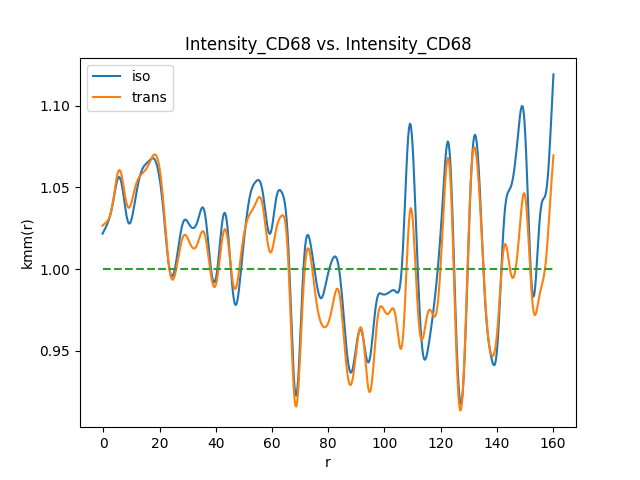 Intensity_CD68 vs. Intensity_CD68
iso
trans
1.10
1.05
1.00
0.95
kmm(r)
0 20 40 60 80 100 120 140 160
r